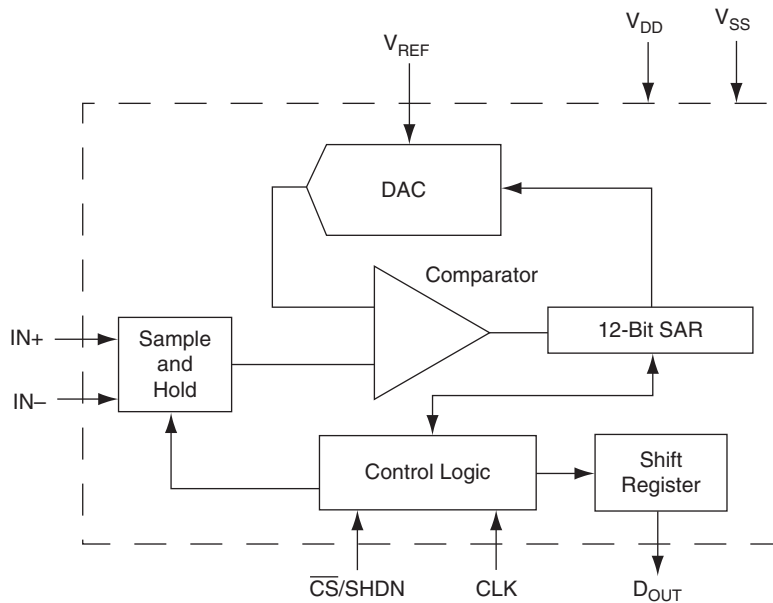 V_DD
V_SS
V_REF
DAC
Comparator
IN+
Sample
and
Hold
12-Bit SAR
IN–
Control Logic
Shift
Register
C̅S̅/SHDN
CLK
D_OUT